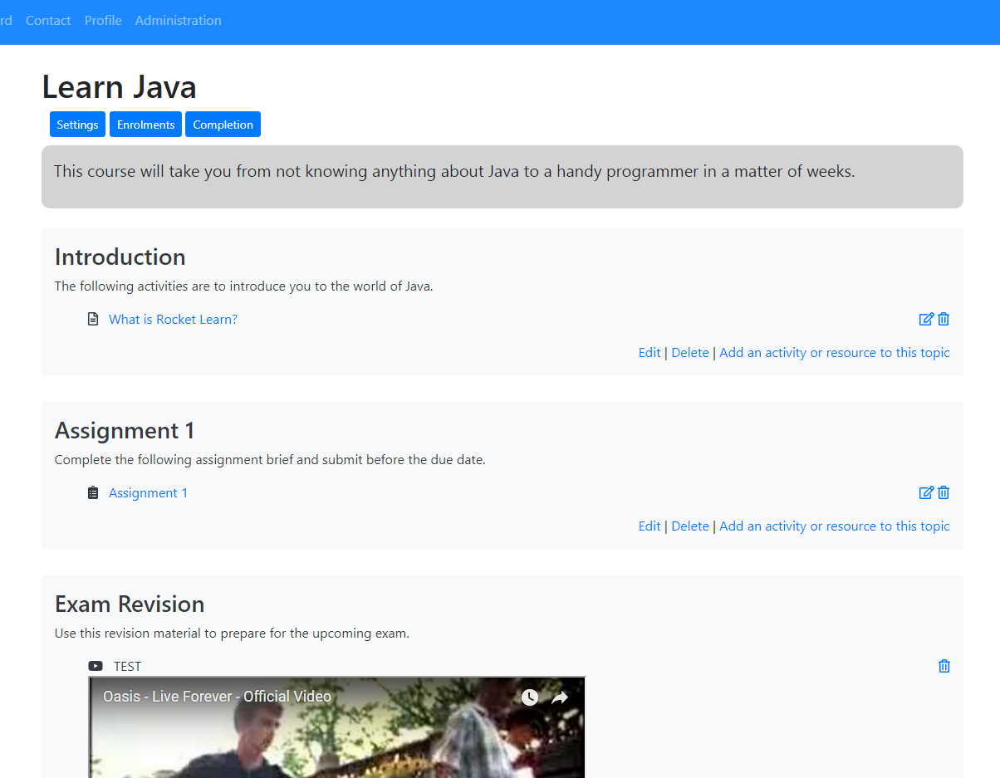 rd Contact Profile Administration
Learn Java
Settings Enrolments Completion
This course will take you from not knowing anything about Java to a handy programmer in a matter of weeks.
Introduction
The following activities are to introduce you to the world of Java.
What is Rocket Learn?
Edit | Delete | Add an activity or resource to this topic
Assignment 1
Complete the following assignment brief and submit before the due date.
Assignment 1
Edit | Delete | Add an activity or resource to this topic
Exam Revision
Use this revision material to prepare for the upcoming exam.
TEST
Oasis - Live Forever - Official Video